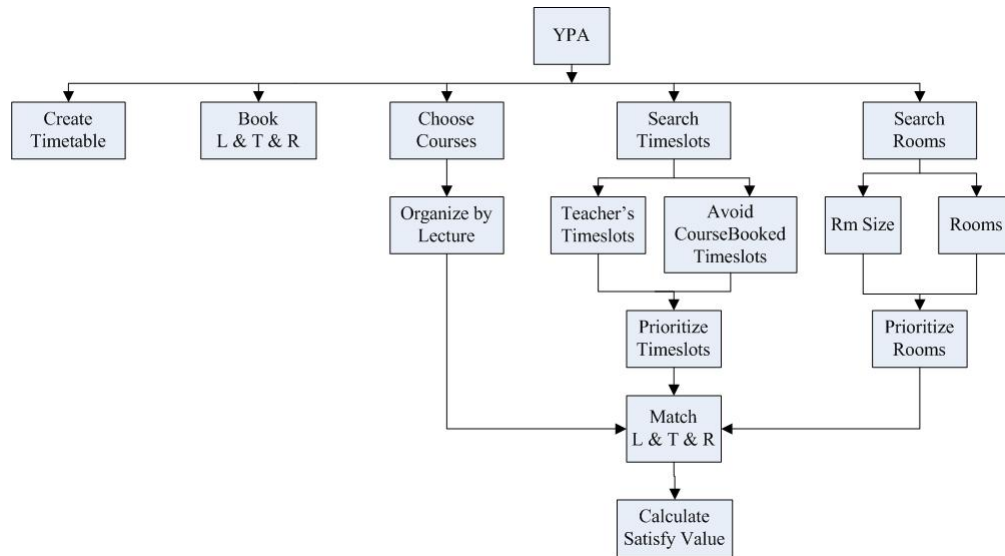 YPA
Create
Timetable
Book
L & T & R
Choose
Courses
Search
Timeslots
Search
Rooms
Organize by
Lecture
Teacher's
Timeslots
Avoid
CourseBooked
Timeslots
Rm Size
Rooms
Prioritize
Timeslots
Prioritize
Rooms
Match
L & T & R
Calculate
Satisfy Value